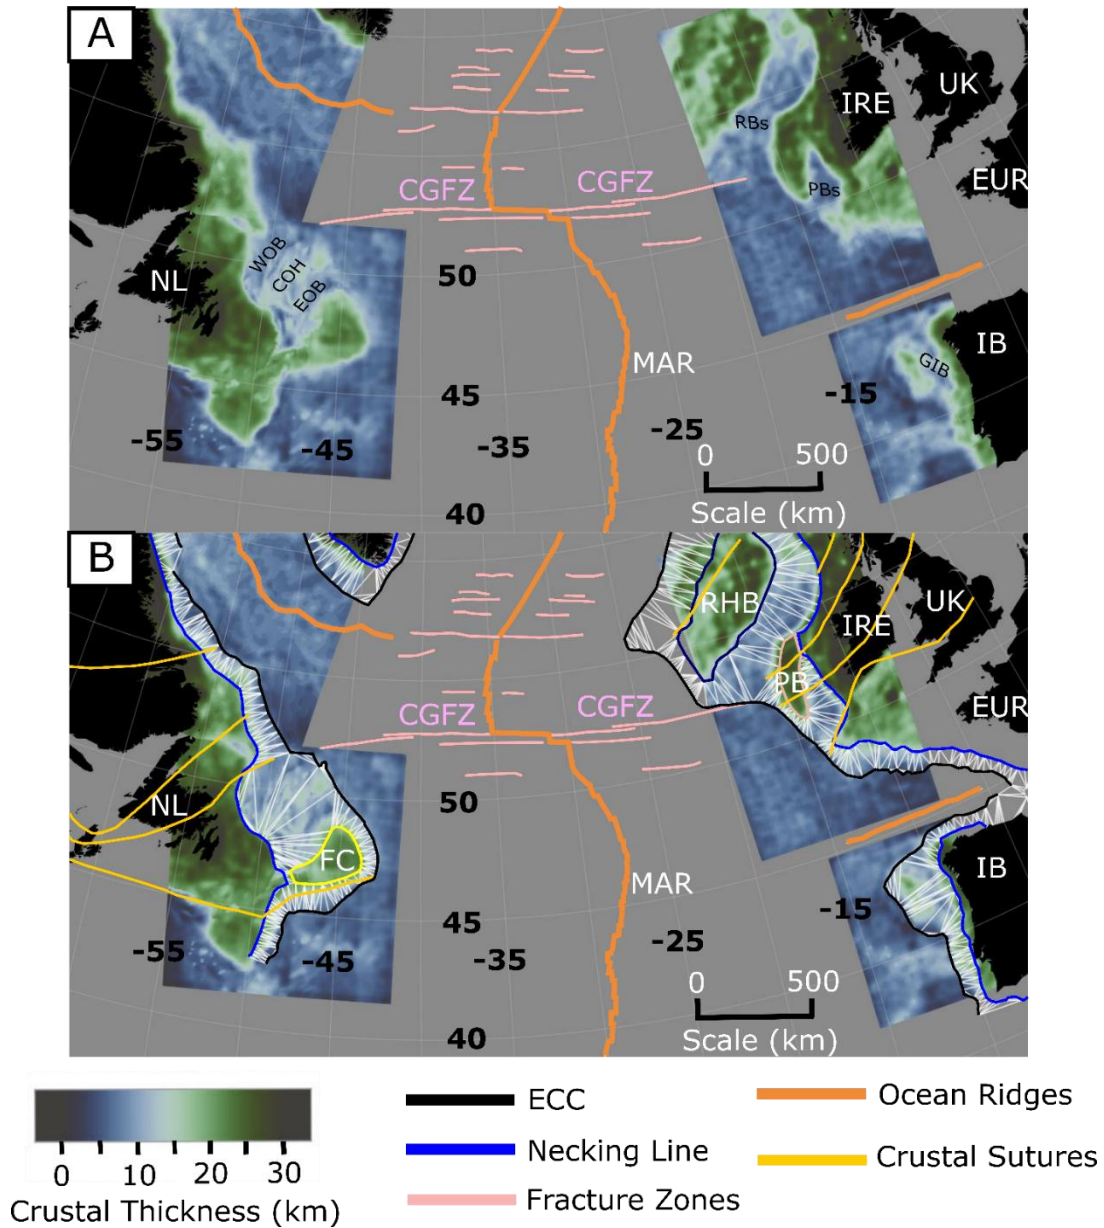 A
RBs
IRE
UK
CGFZ
CGFZ
PBs
EUR
WOB
COH
EOB
NL
50
IB
MAR
GIB
-15
45
-55
-45
-35
-25
0 500
Scale (km)
40
B
RHB
UK
IRE
PB
CGFZ
CGFZ
EUR
NL
50
FC
MAR
IB
-15
45
-55
-45
-35
-25
0 500
Scale (km)
40
0 10 20 30
Crustal Thickness (km)
ECC
Necking Line
Fracture Zones
Ocean Ridges
Crustal Sutures